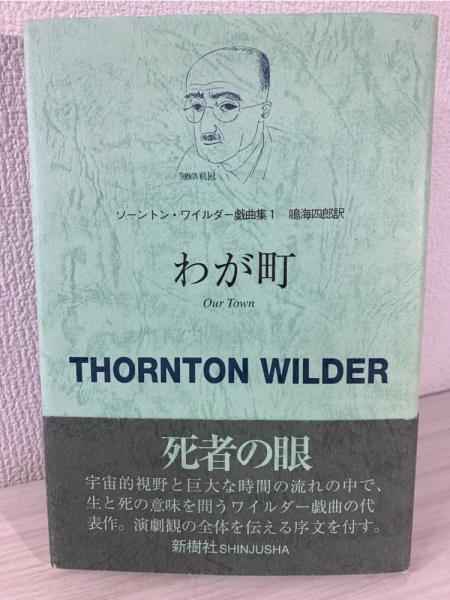 THORNTON WILDER
ソーントン・ワイルダー戯曲集1 鳴海四郎訳
わが町
Our Town
THORNTON WILDER
死者の眼
宇宙的視野と巨大な時間の流れの中で、
生と死の意味を問うワイルダー戯曲の代
表作。演劇観の全体を伝える序文を付す。
新樹社 SHINJUSHA